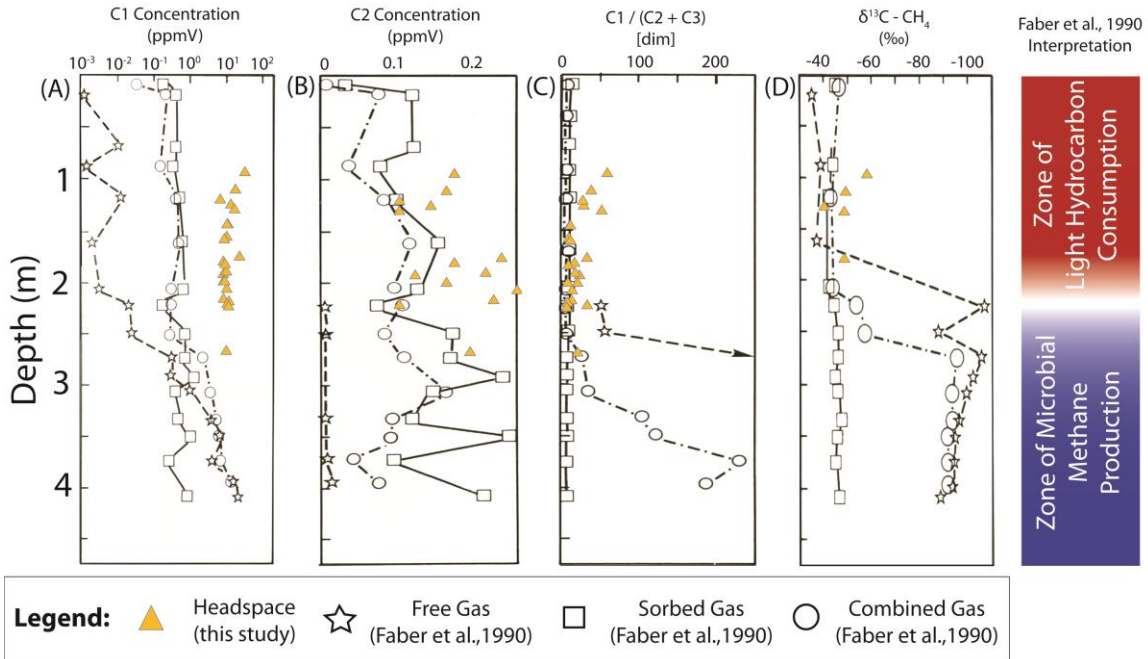 C1 Concentration
(ppmV)
C2 Concentration
(ppmV)
C1 / (C2 + C3)
[dim]
δ¹³C - CH₄
(‰)
Faber et al., 1990
Interpretation
10⁻³ 10⁻² 10⁻¹ 10⁰ 10¹ 10²
0.1 0.2
0 100 200
-40 -60 -80 -100
(A)
(B)
(C)
(D)
Depth (m)
1
2
3
4
Zone of
Light Hydrocarbon
Consumption
Zone of Microbial
Methane
Production
Legend:
Headspace
(this study)
Free Gas
(Faber et al.,1990)
Sorbed Gas
(Faber et al.,1990)
Combined Gas
(Faber et al.,1990)